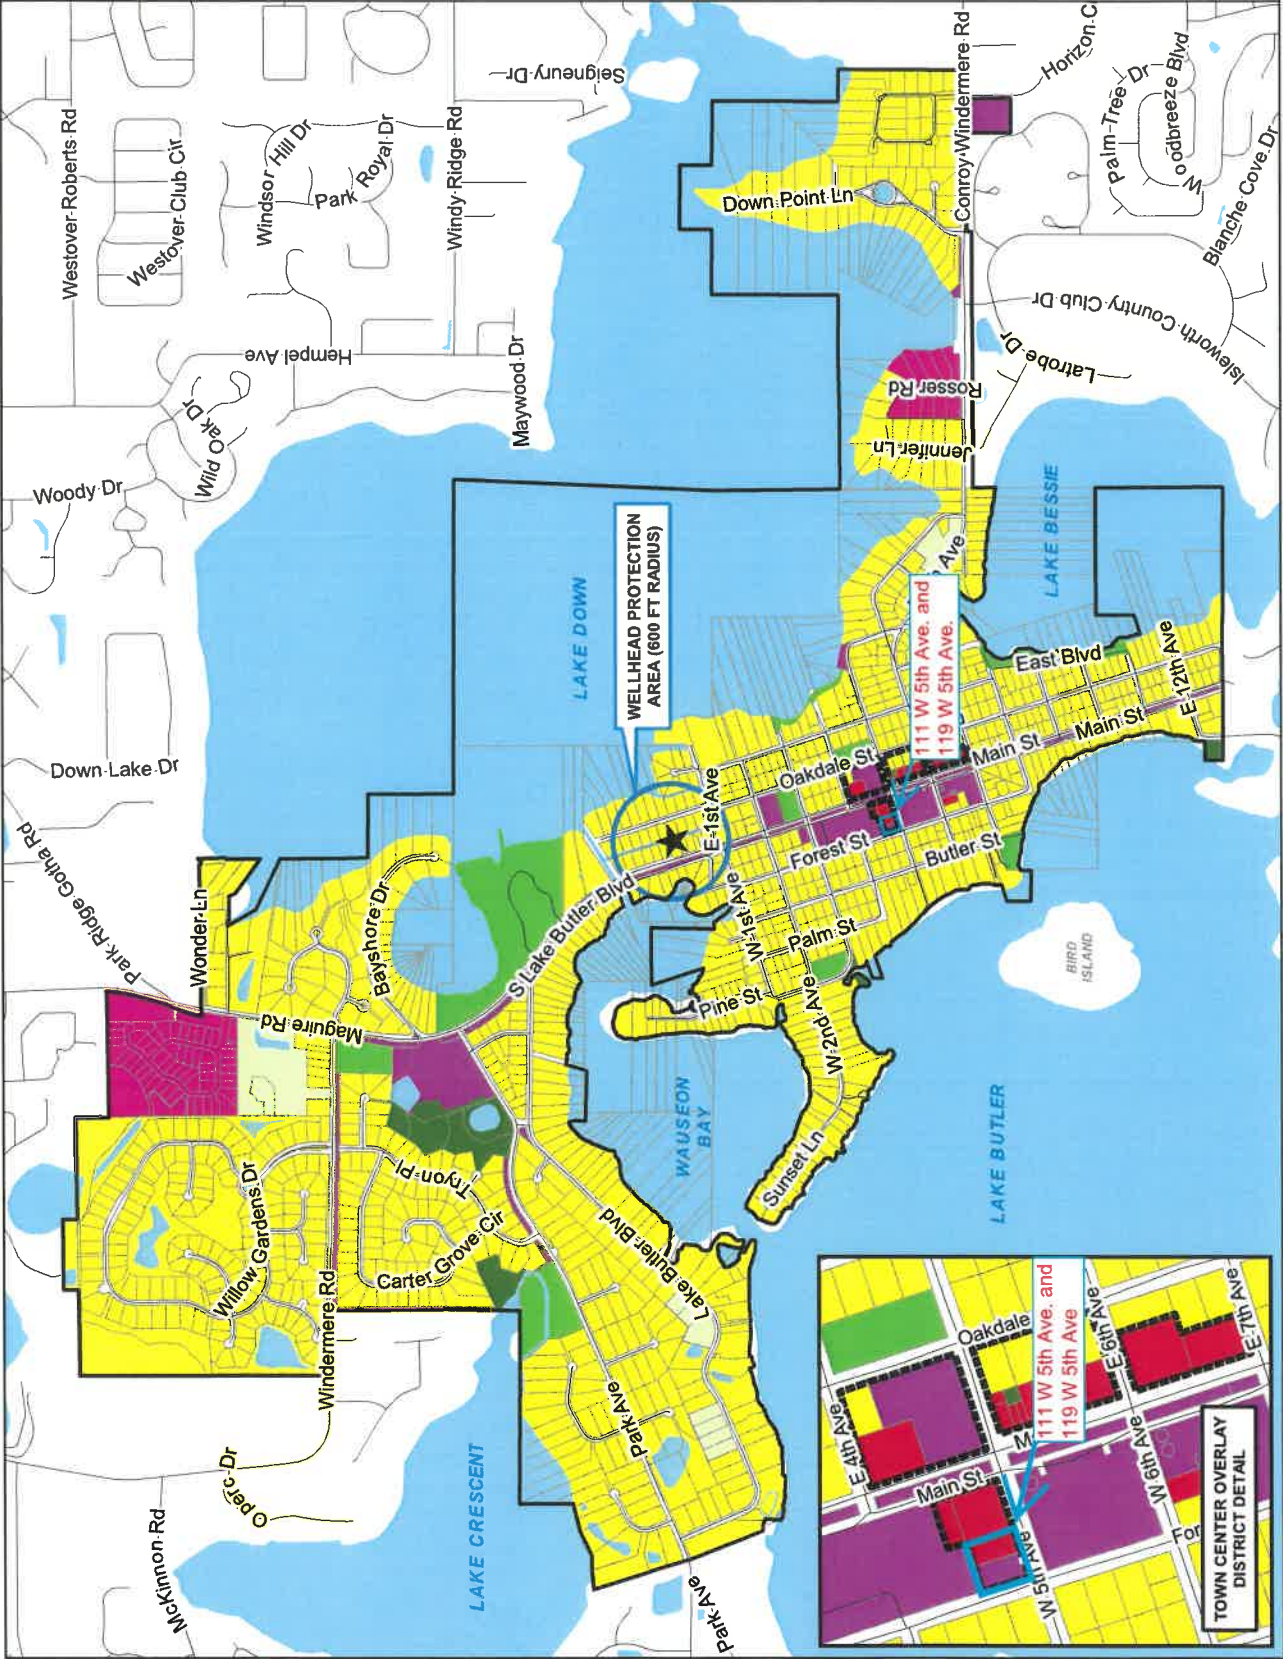 Westover Roberts Rd
Westover Club Cir
Windsor Hill Dr
Park Royal Dr
Windy Ridge Rd
Seigneury Dr
Hempel Ave
Maywood Dr
Wild Oak Dr
Woody Dr
Down Lake Dr
Park Ridge Gotha Rd
Wonder Ln
Conroy Windermere Rd
Palm Tree Dr
Woodbreeze Blvd
Blanche Cove Dr
Down Point Ln
Isleworth Country Club Dr
Latrobe Dr
Rosser Rd
Jennifer Ln
LAKE BESSIE
LAKE DOWN
WELLHEAD PROTECTION
AREA (600 FT RADIUS)
Ave
111 W 5th Ave. and
119 W 5th Ave.
East Blvd
E 12th Ave
Main St
Main St
Oakdale St
E 1st Ave
Forest St
Butler St
W 1st Ave
Palm St
Pine St
W 2nd Ave
S Lake Butler Blvd
Bayshore Dr
Maguire Rd
BIRD
ISLAND
WAUSEON
BAY
LAKE BUTLER
Sunset Ln
Tryon Pl
Willow Gardens Dr
Carter Grove Cir
Lake Butler Blvd
Windermere Rd
Park Ave
Park Ave
LAKE CRESCENT
McKinnon Rd
E 4th Ave
Oakdale
Main St
111 W 5th Ave. and
119 W 5th Ave
E 6th Ave
E 7th Ave
W 5th Ave
W 6th Ave
For
TOWN CENTER OVERLAY
DISTRICT DETAIL